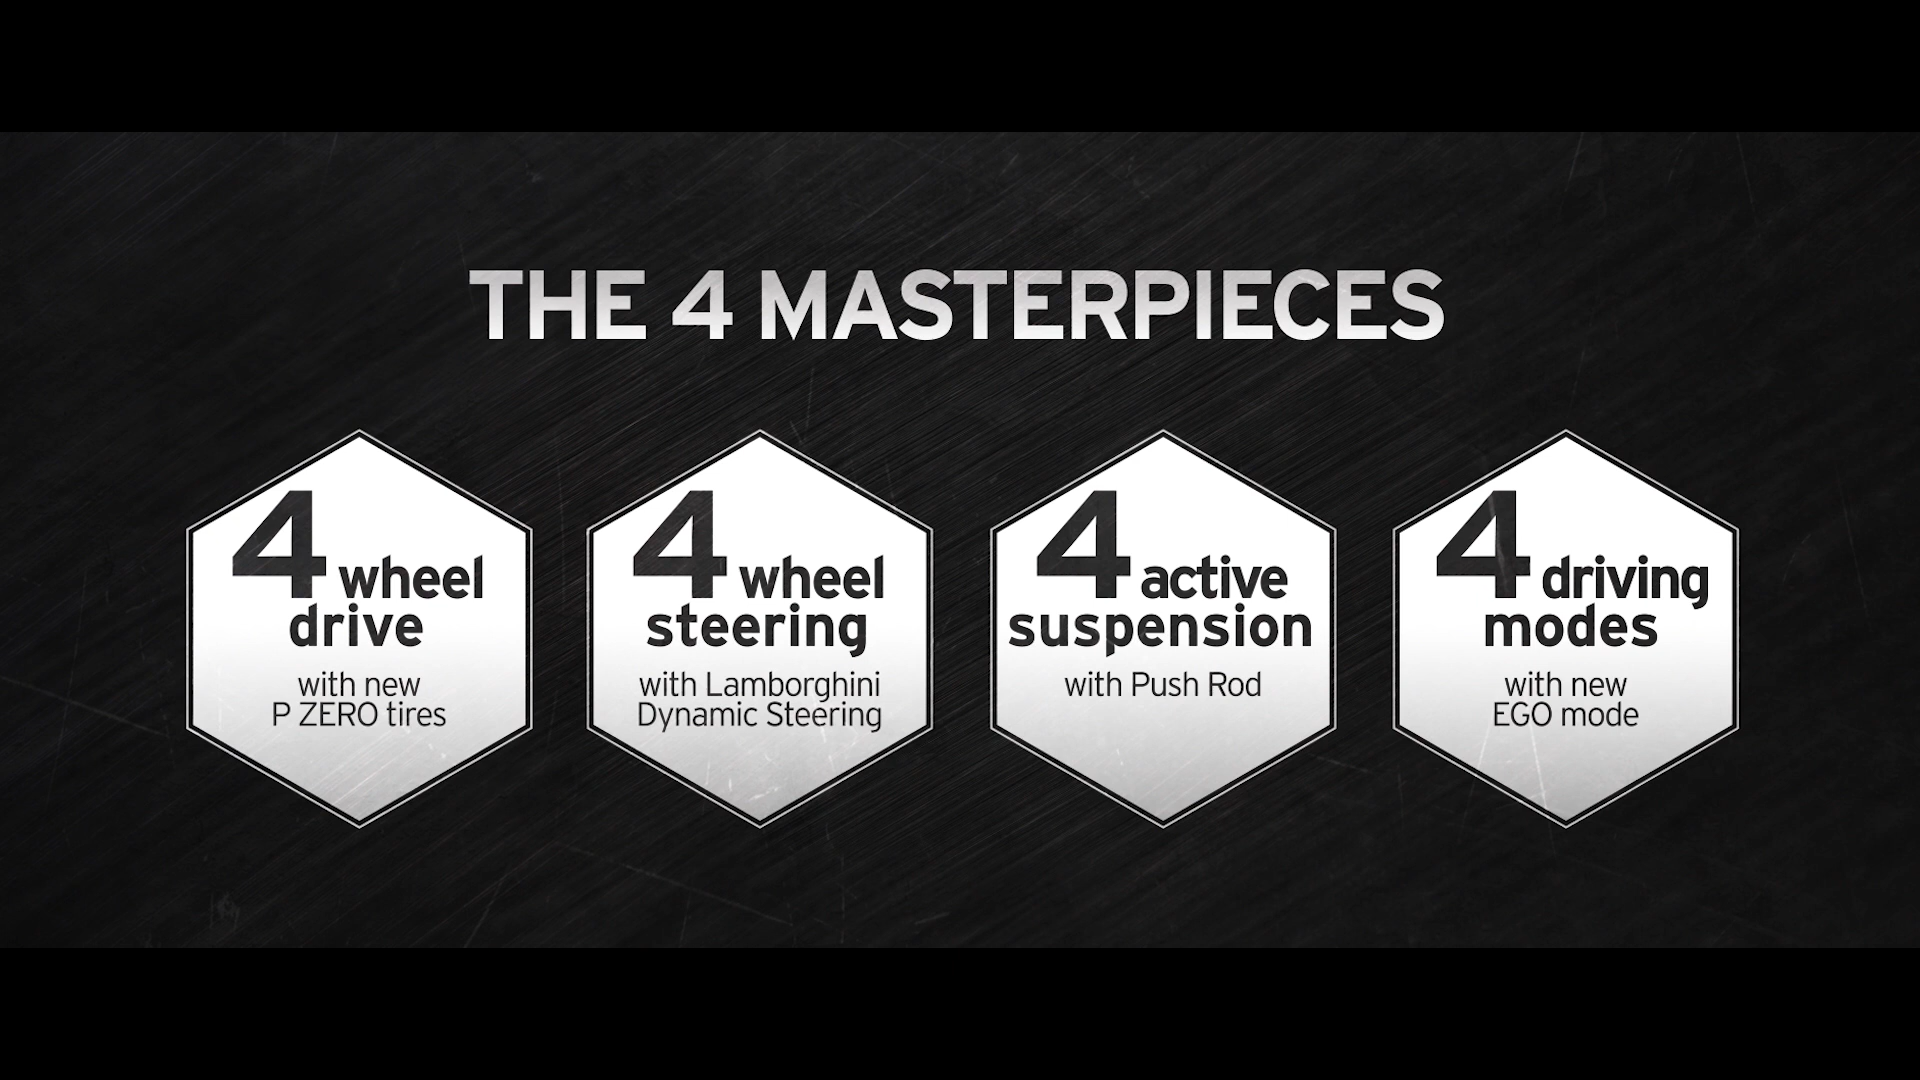 THE 4 MASTERPIECES
4 wheel
drive
with new
P ZERO tires
4 wheel
steering
with Lamborghini
Dynamic Steering
4 active
suspension
with Push Rod
4 driving
modes
with new
EGO mode